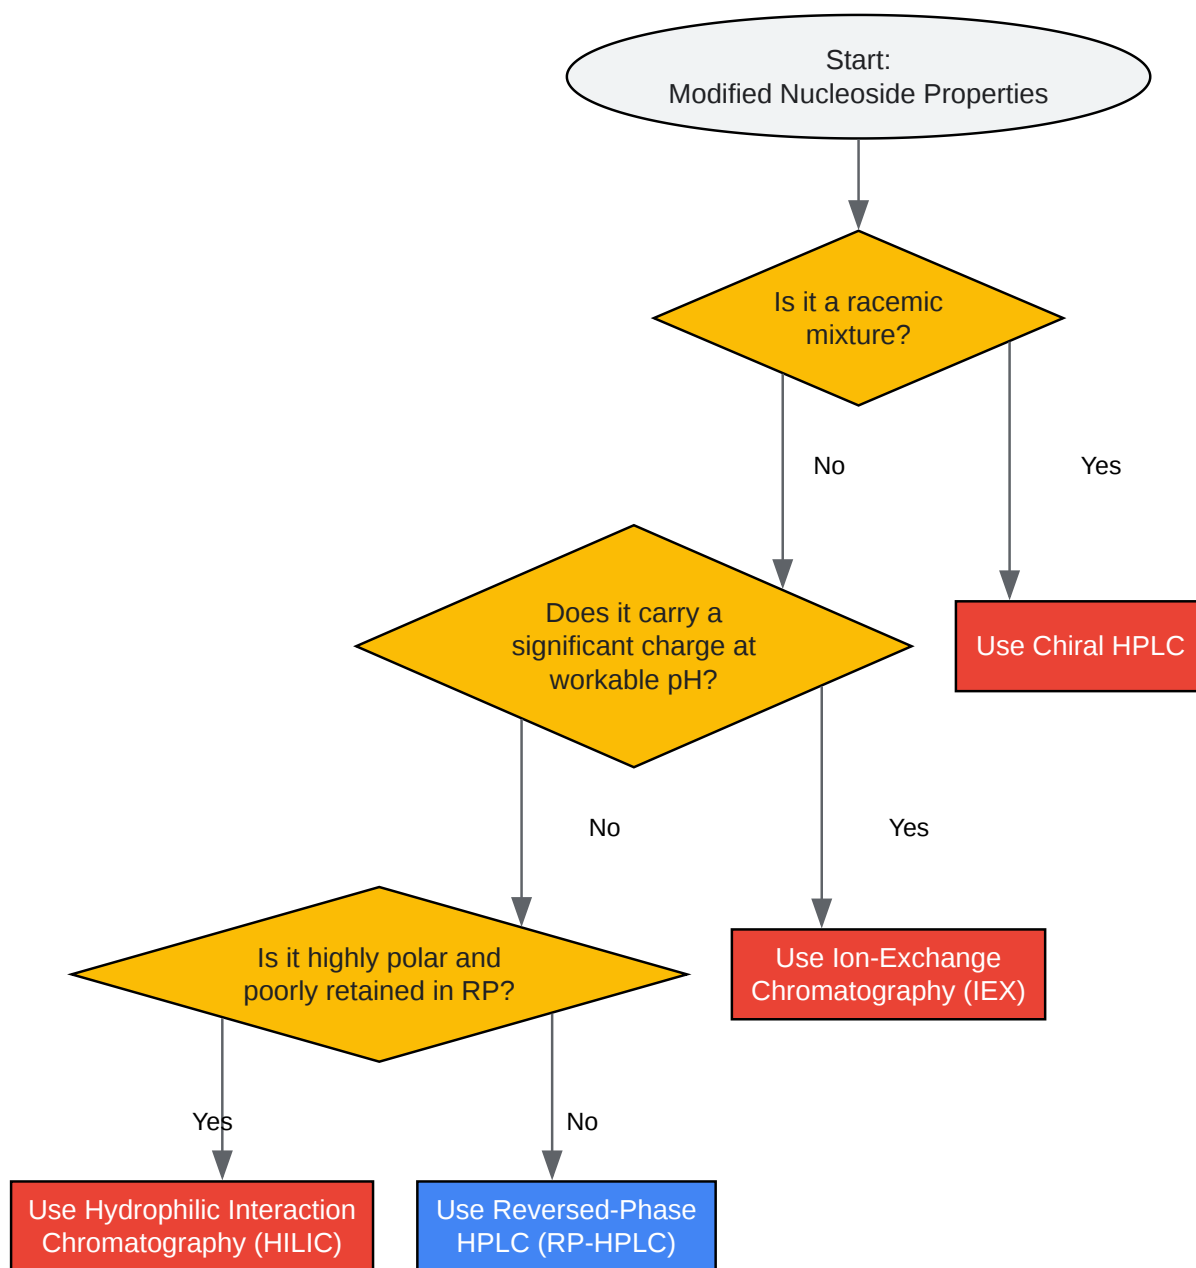 Start:
Modified Nucleoside Properties
Is it a racemic
mixture?
No
Yes
Does it carry a
significant charge at
workable pH?
Use Chiral HPLC
No
Yes
Is it highly polar and
poorly retained in RP?
Use Ion-Exchange
Chromatography (IEX)
Yes
No
Use Hydrophilic Interaction
Chromatography (HILIC)
Use Reversed-Phase
HPLC (RP-HPLC)